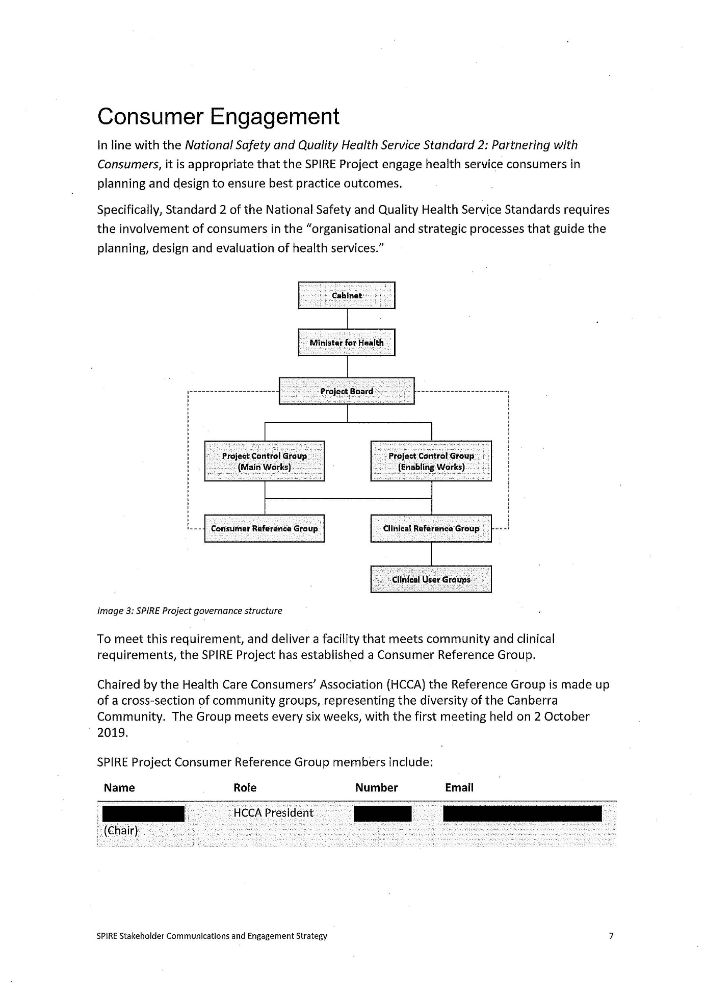 Consumer Engagement
In line with the National Safety and Quality Health Service Standard 2: Partnering with
Consumers, it is appropriate that the SPIRE Project engage health service consumers in
planning and design to ensure best practice outcomes.
Specifically, Standard 2 of the National Safety and Quality Health Service Standards requires
the involvement of consumers in the “organisational and strategic processes that guide the
planning, design and evaluation of health services.”
Cabinet
Minister for Health
Project Board
Project Control Group
(Main Works)
Project Control Group
(Enabling Works)
Consumer Reference Group
Clinical Reference Group
Clinical User Groups
Image 3: SPIRE Project governance structure
To meet this requirement, and deliver a facility that meets community and clinical
requirements, the SPIRE Project has established a Consumer Reference Group.
Chaired by the Health Care Consumers’ Association (HCCA) the Reference Group is made up
of a cross-section of community groups, representing the diversity of the Canberra
Community. The Group meets every six weeks, with the first meeting held on 2 October
2019.
SPIRE Project Consumer Reference Group members include:
Name Role Number Email
HCCA President
(Chair)
SPIRE Stakeholder Communications and Engagement Strategy 7